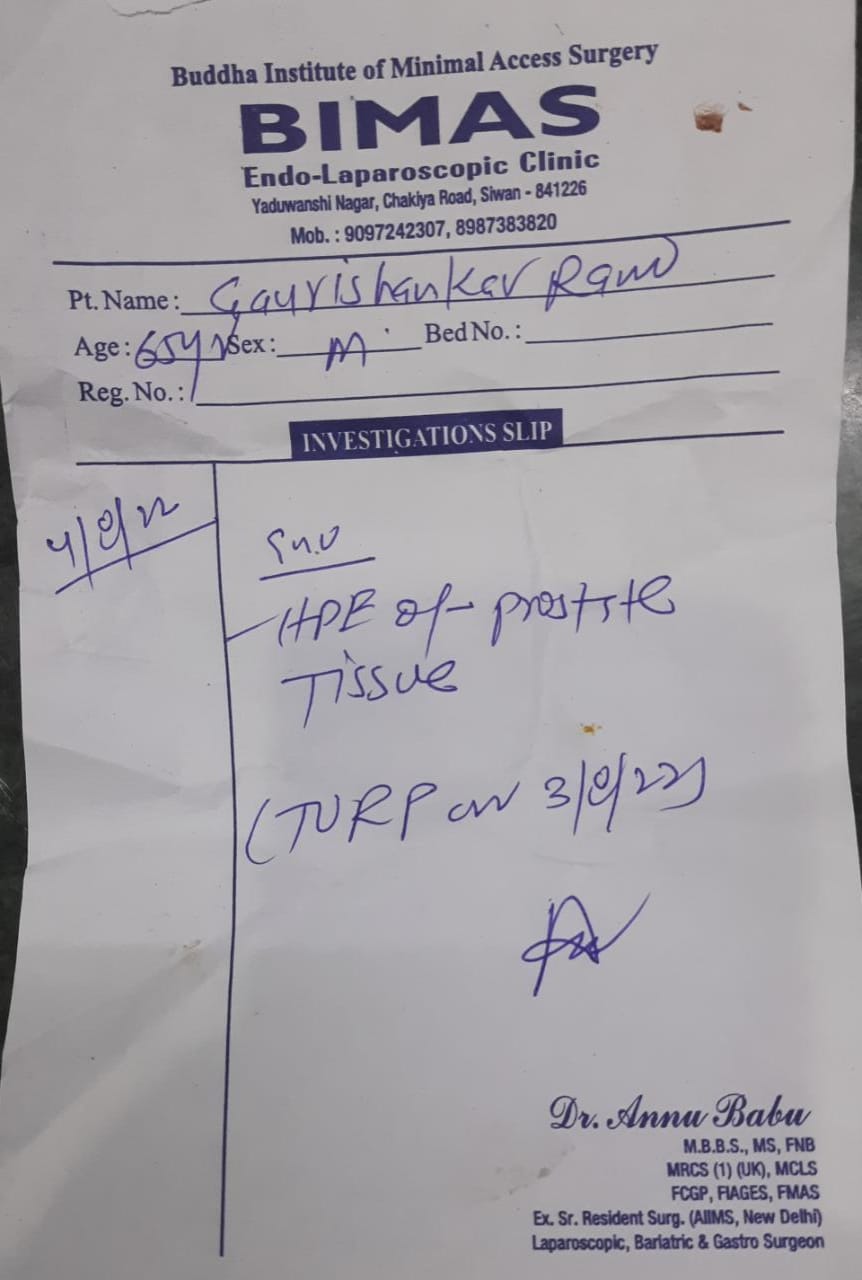 Buddha Institute of Minimal Access Surgery
BIMAS
Endo-Laparoscopic Clinic
Yaduwanshi Nagar, Chakiya Road, Siwan - 841226
Mob. : 9097242307, 8987383820
Pt. Name : Gaurishanker Ram
Age : 65yr Sex : M Bed No. :
Reg. No. :
INVESTIGATIONS SLIP
HPE of prostste
Tissue
(TURP on
Dr. Annu Babu
M.B.B.S., MS, FNB
MRCS (1) (UK), MCLS
FCGP, FIAGES, FMAS
Ex. Sr. Resident Surg. (AIIMS, New Delhi)
Laparoscopic, Bariatric & Gastro Surgeon